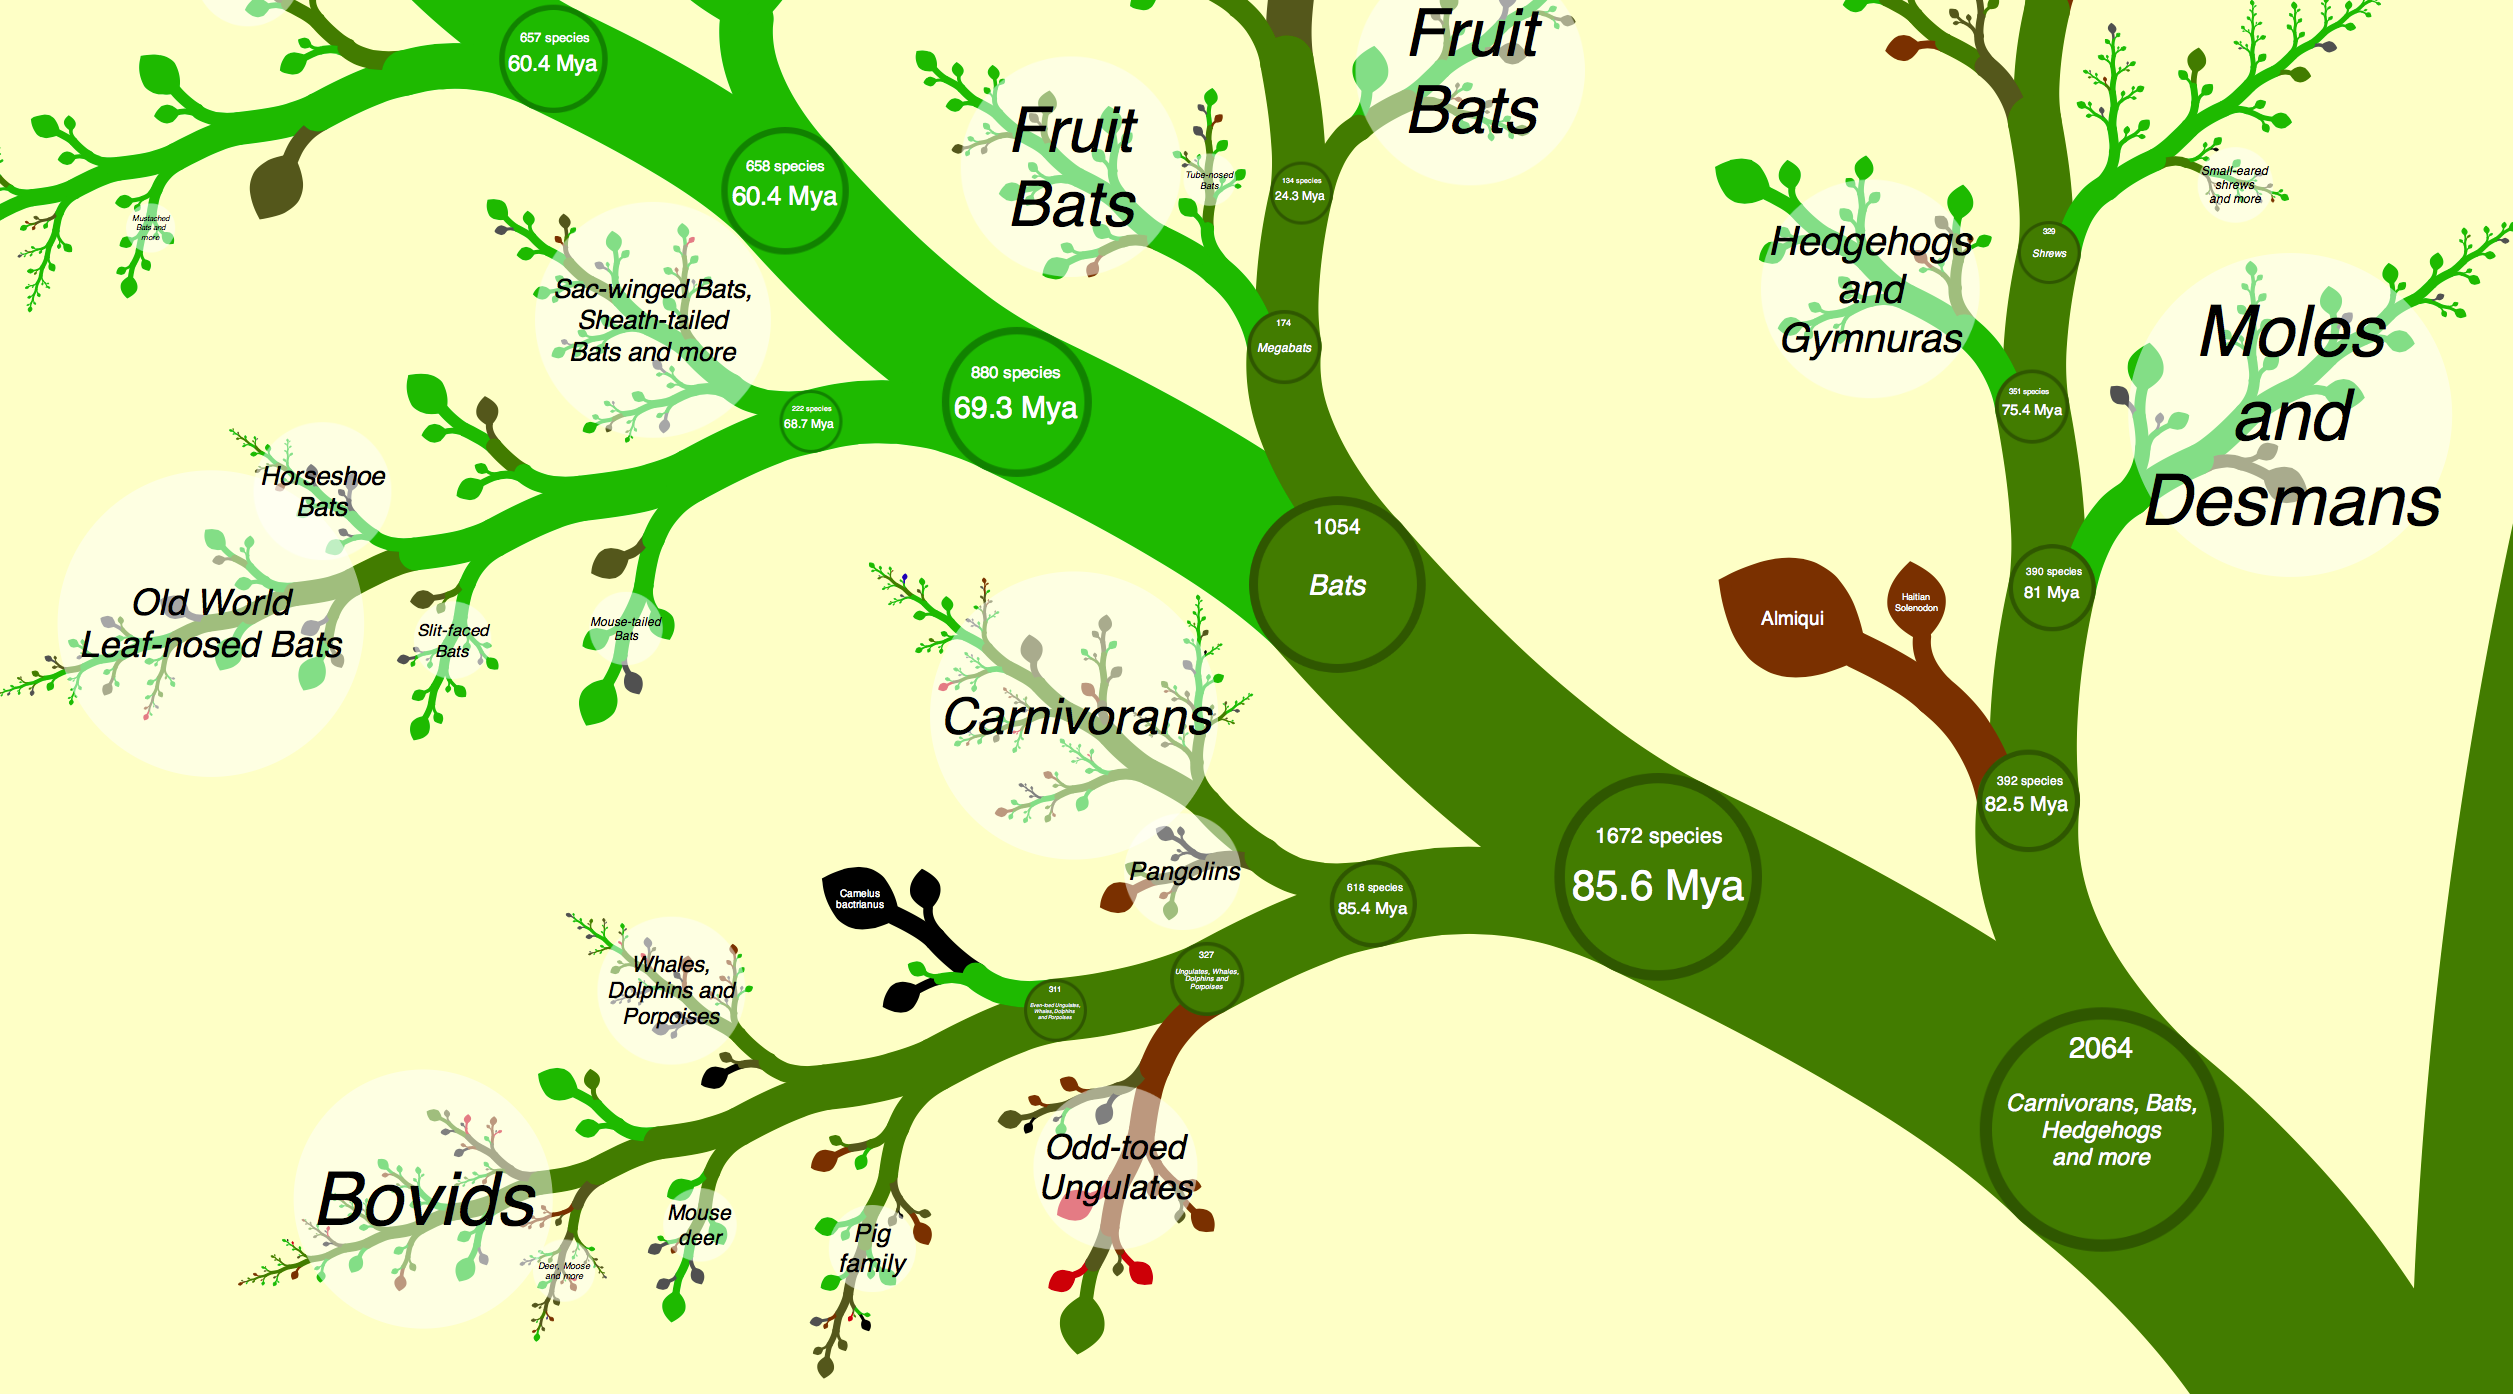 657 species
60.4 Mya
658 species
60.4 Mya
Fruit
Bats
Fruit
Bats
Tube-nosed
Bats
134 species
24.3 Mya
Small-eared
shrews
and more
Mustached
Bats and
more
Hedgehogs
and
Gymnuras
329
Shrews
Sac-winged Bats,
Sheath-tailed
Bats and more
174
Megabats
Moles
and
Desmans
880 species
69.3 Mya
222 species
68.7 Mya
351 species
75.4 Mya
Horseshoe
Bats
1054
Bats
390 species
81 Mya
Old World
Leaf-nosed Bats
Slit-faced
Bats
Mouse-tailed
Bats
Almiqui
Haitian
Solenodon
Carnivorans
392 species
82.5 Mya
1672 species
85.6 Mya
Pangolins
618 species
85.4 Mya
Camelus
bactrianus
Whales,
Dolphins and
Porpoises
327
Ungulates, Whales,
Dolphins and
Porpoises
311
Even-toed Ungulates,
Whales, Dolphins
and Porpoises
2064
Carnivorans, Bats,
Hedgehogs
and more
Odd-toed
Ungulates
Bovids
Mouse
deer
Pig
family
Deer, Moose
and more